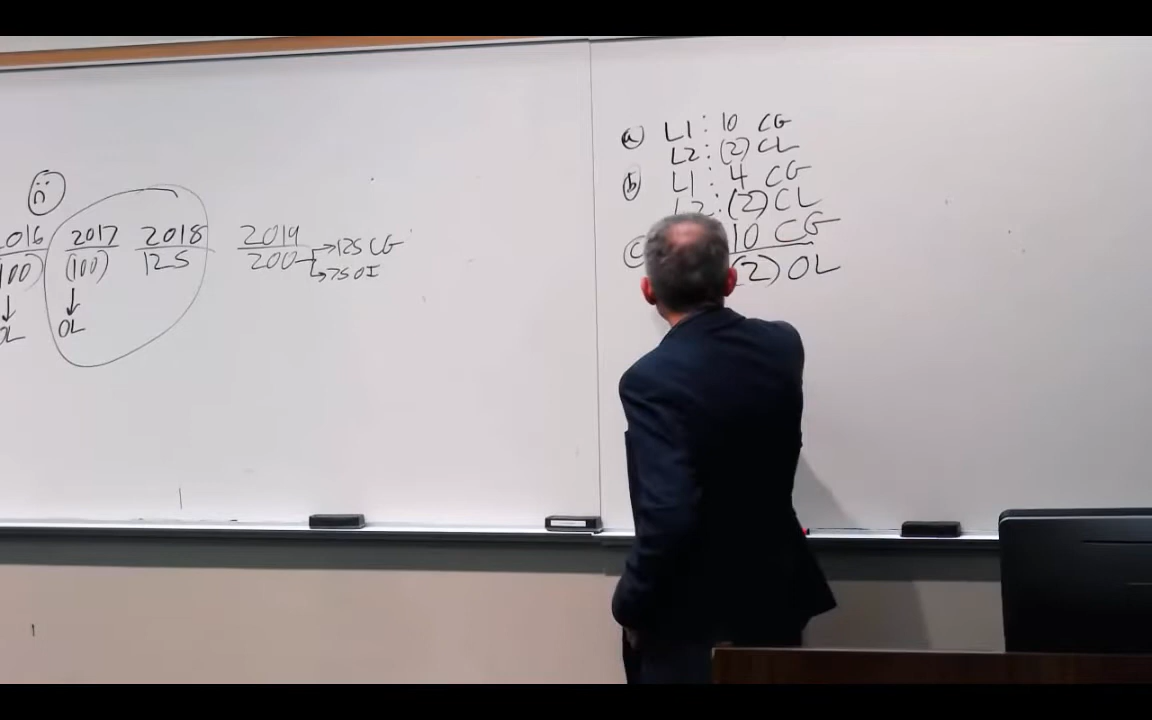 2016 2017 2018 2019
(100) (100) 125 200 → 125 CG
↳ 75 OI
↓ ↓
OL OL
(a) L1: 10 CG
L2: (2) CL
(b) L1: 4 CG
L2: (2) CL
(c) 10 CG
(2) OL